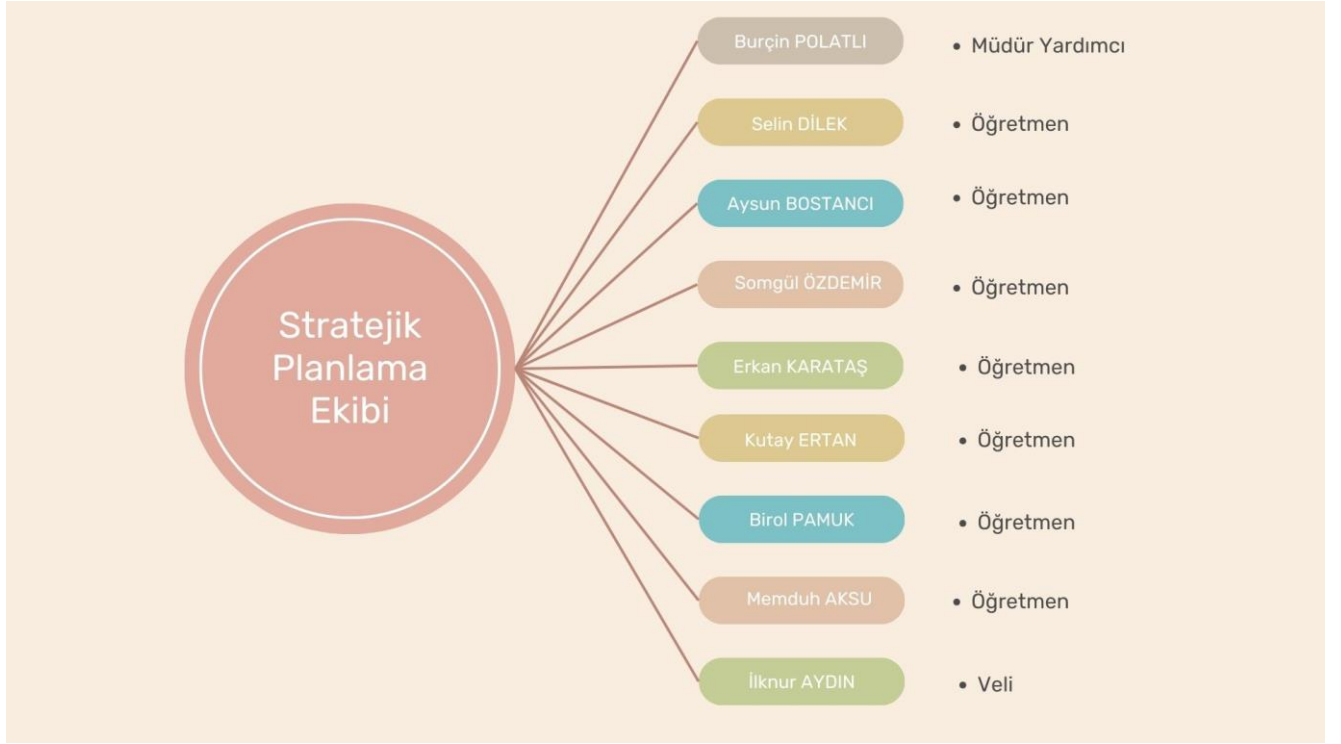 Stratejik
Planlama
Ekibi
Burçin POLATLI
• Müdür Yardımcı
Selin DİLEK
• Öğretmen
Aysun BOSTANCI
• Öğretmen
Somgül ÖZDEMİR
• Öğretmen
Erkan KARATAŞ
• Öğretmen
Kutay ERTAN
• Öğretmen
Birol PAMUK
• Öğretmen
Memduh AKSU
• Öğretmen
İlknur AYDIN
• Veli